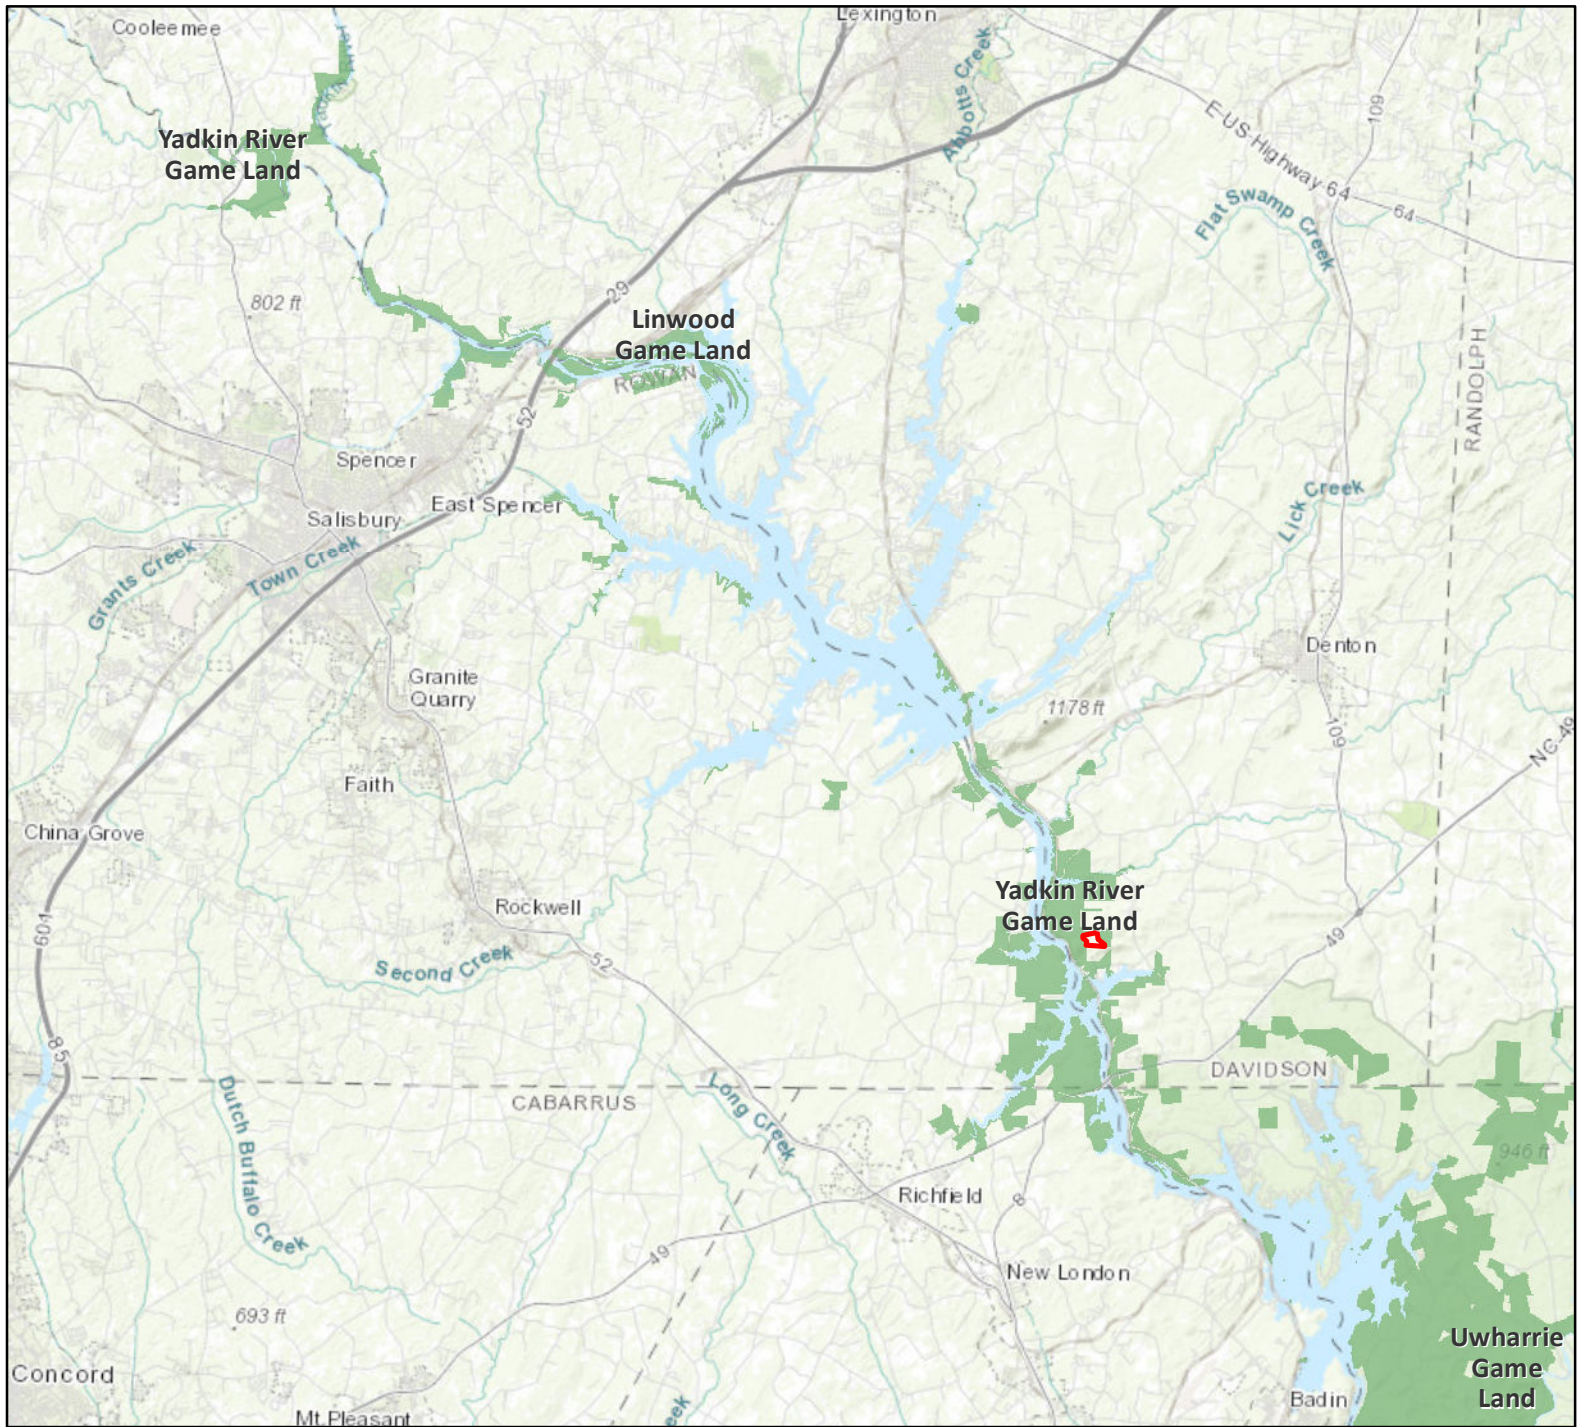 Cooleemee
Lexington
Abbotts Creek
109
E US Highway 64
64
Yadkin River
Game Land
Flat Swamp Creek
802 ft
29
Linwood
Game Land
ROWAN
RANDOLPH
52
Spencer
East Spencer
Salisbury
Lick Creek
Grants Creek
Town Creek
Denton
Granite
Quarry
1178 ft
109
NC-49
Faith
China Grove
Yadkin River
Game Land
Rockwell
601
49
Second Creek
52
85
DAVIDSON
CABARRUS
Long Creek
Dutch Buffalo Creek
946 ft
Richfield
8
49
New London
693 ft
Uwharrie
Game
Land
Concord
Badin
Mt.Pleasant